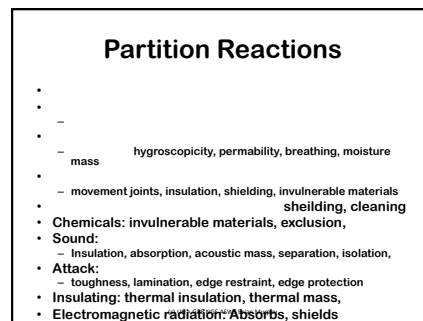 Partition Reactions
•
•
–
•
– hygroscopicity, permability, breathing, moisture
mass
•
– movement joints, insulation, shielding, invulnerable materials
• sheilding, cleaning
• Chemicals: invulnerable materials, exclusion,
• Sound:
– Insulation, absorption, acoustic mass, separation, isolation,
• Attack:
– toughness, lamination, edge restraint, edge protection
• Insulating: thermal insulation, thermal mass,
• Electromagnetic radiation: Absorbs, shields